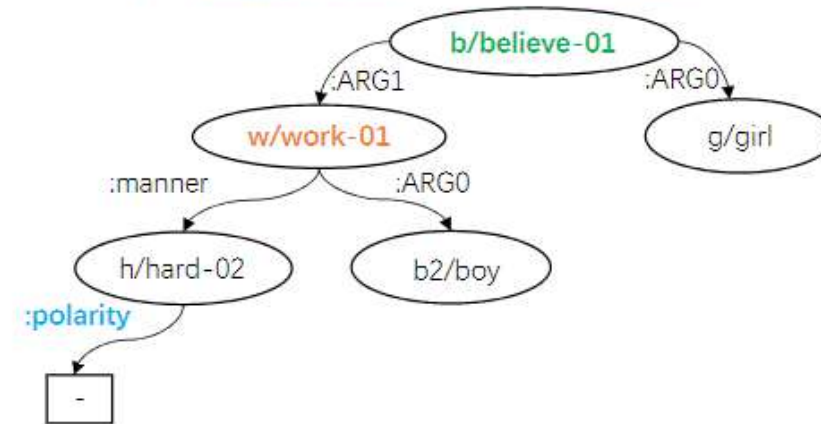 b/believe-01
:ARG1
:ARG0
w/work-01
g/girl
:manner
:ARG0
h/hard-02
b2/boy
:polarity
-